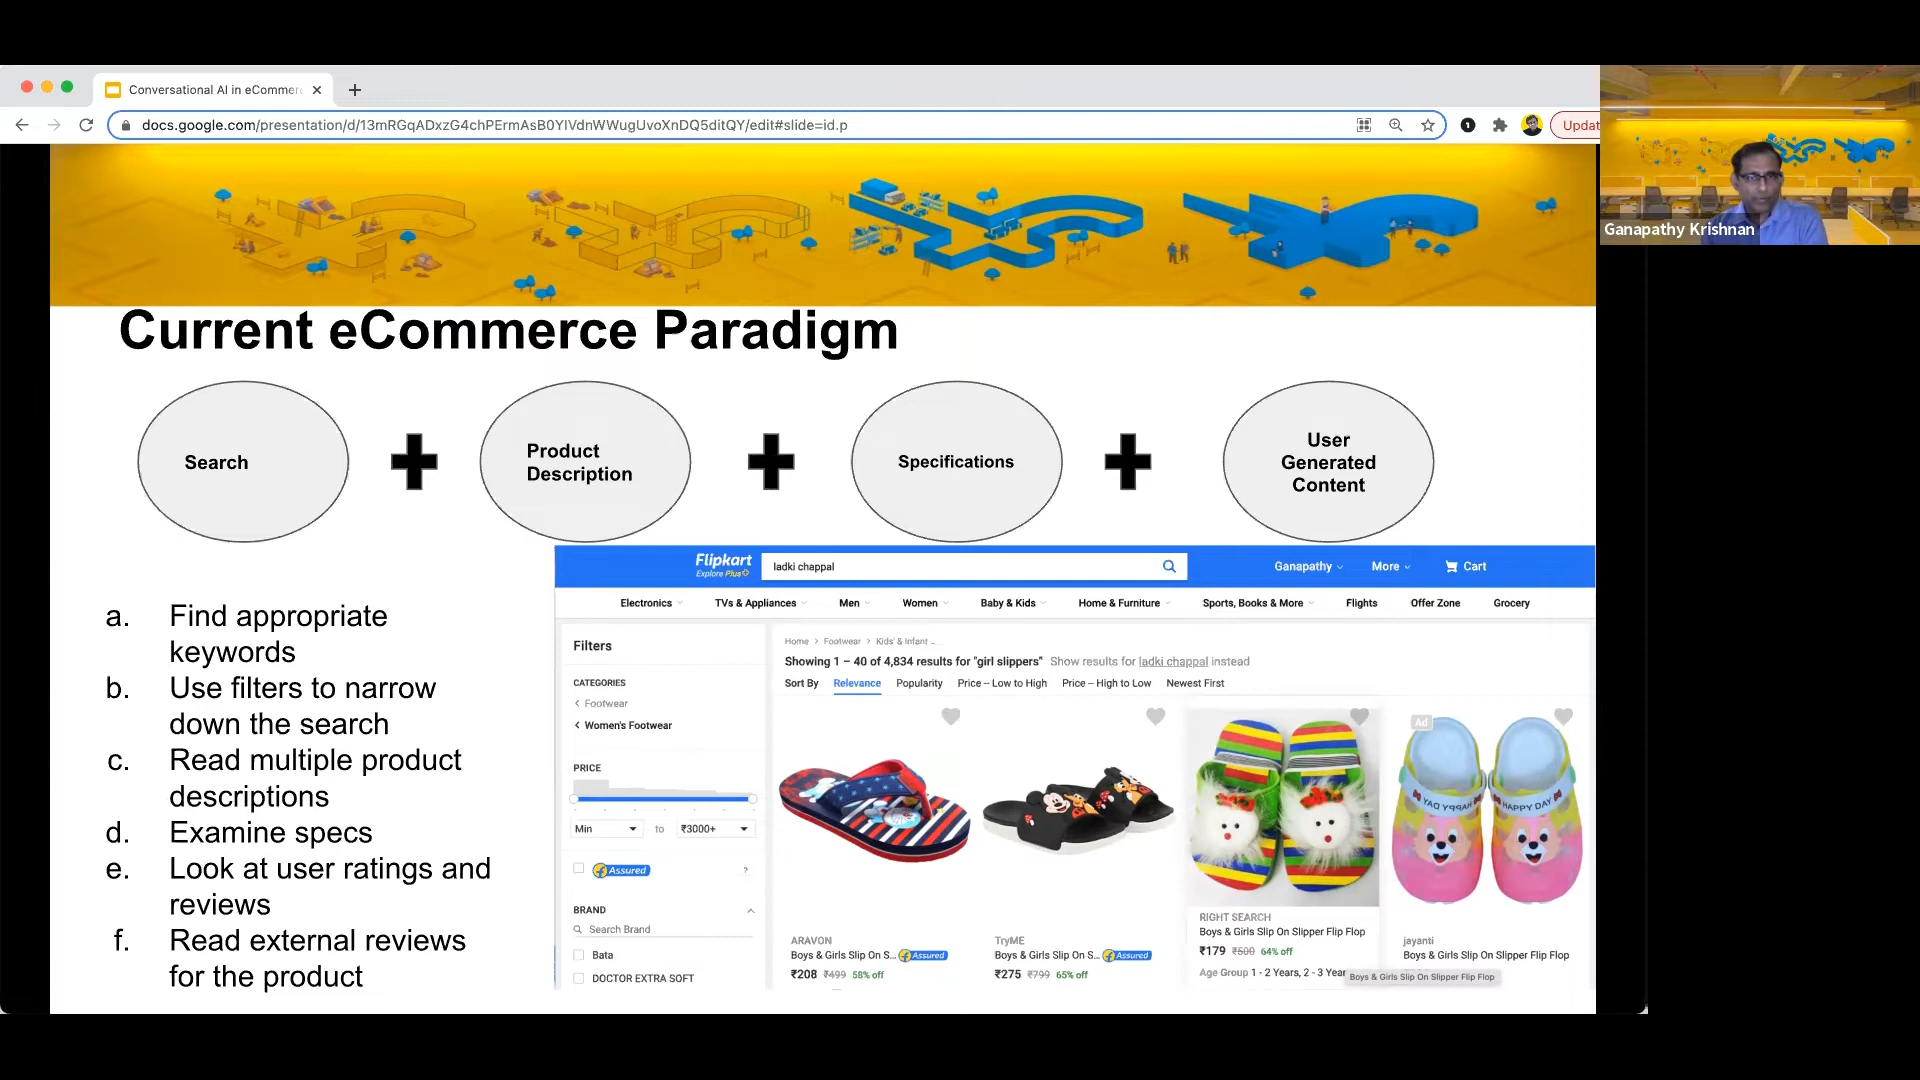 Conversational AI in eCommer
docs.google.com/presentation/d/13mRGqADxzG4chPErmAsB0YIVdnWWugUvoXnDQ5ditQY/edit#slide=id.p
Updat
Ganapathy Krishnan
Current eCommerce Paradigm
Search
Product
Description
Specifications
User
Generated
Content
a. Find appropriate
keywords
b. Use filters to narrow
down the search
c. Read multiple product
descriptions
d. Examine specs
e. Look at user ratings and
reviews
f. Read external reviews
for the product
Flipkart
Explore Plus
ladki chappal
Ganapathy More Cart
Electronics TVs & Appliances Men Women Baby & Kids Home & Furniture Sports, Books & More Flights Offer Zone Grocery
Filters
CATEGORIES
Footwear
Women's Footwear
PRICE
Min to ₹3000+
Assured ?
BRAND
Search Brand
Bata
DOCTOR EXTRA SOFT
Home > Footwear > Kids' & Infant ...
Showing 1 – 40 of 4,834 results for "girl slippers" Show results for ladki chappal instead
Sort By Relevance Popularity Price -- Low to High Price -- High to Low Newest First
ARAVON
Boys & Girls Slip On S... Assured
₹208 ₹499 58% off
TryME
Boys & Girls Slip On S... Assured
₹275 ₹799 65% off
RIGHT SEARCH
Boys & Girls Slip On Slipper Flip Flop
₹179 ₹500 64% off
Age Group 1 - 2 Years, 2 - 3 Year
Boys & Girls Slip On Slipper Flip Flop
Ad
HAPPY DAY
HAPPY DAY
jayanti
Boys & Girls Slip On Slipper Flip Flop